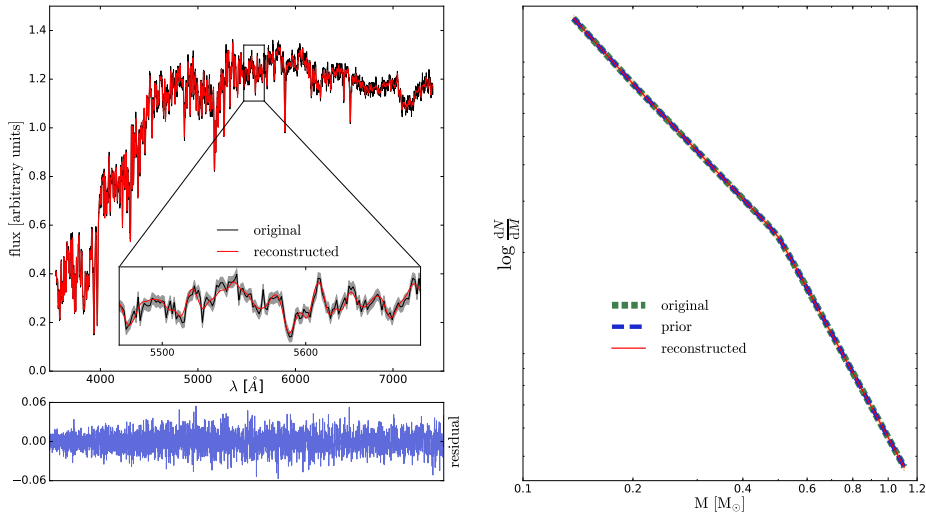 flux [arbitrary units]
1.4
1.2
1.0
0.8
0.6
0.4
0.2
0.0
original
reconstructed
5500 5600
4000 5000 6000 7000
λ [Å]
0.06
0.00
−0.06
residual
log dN/dM
original
prior
reconstructed
0.1 0.2 0.4 0.6 0.8 1.0 1.2
M [M⊙]